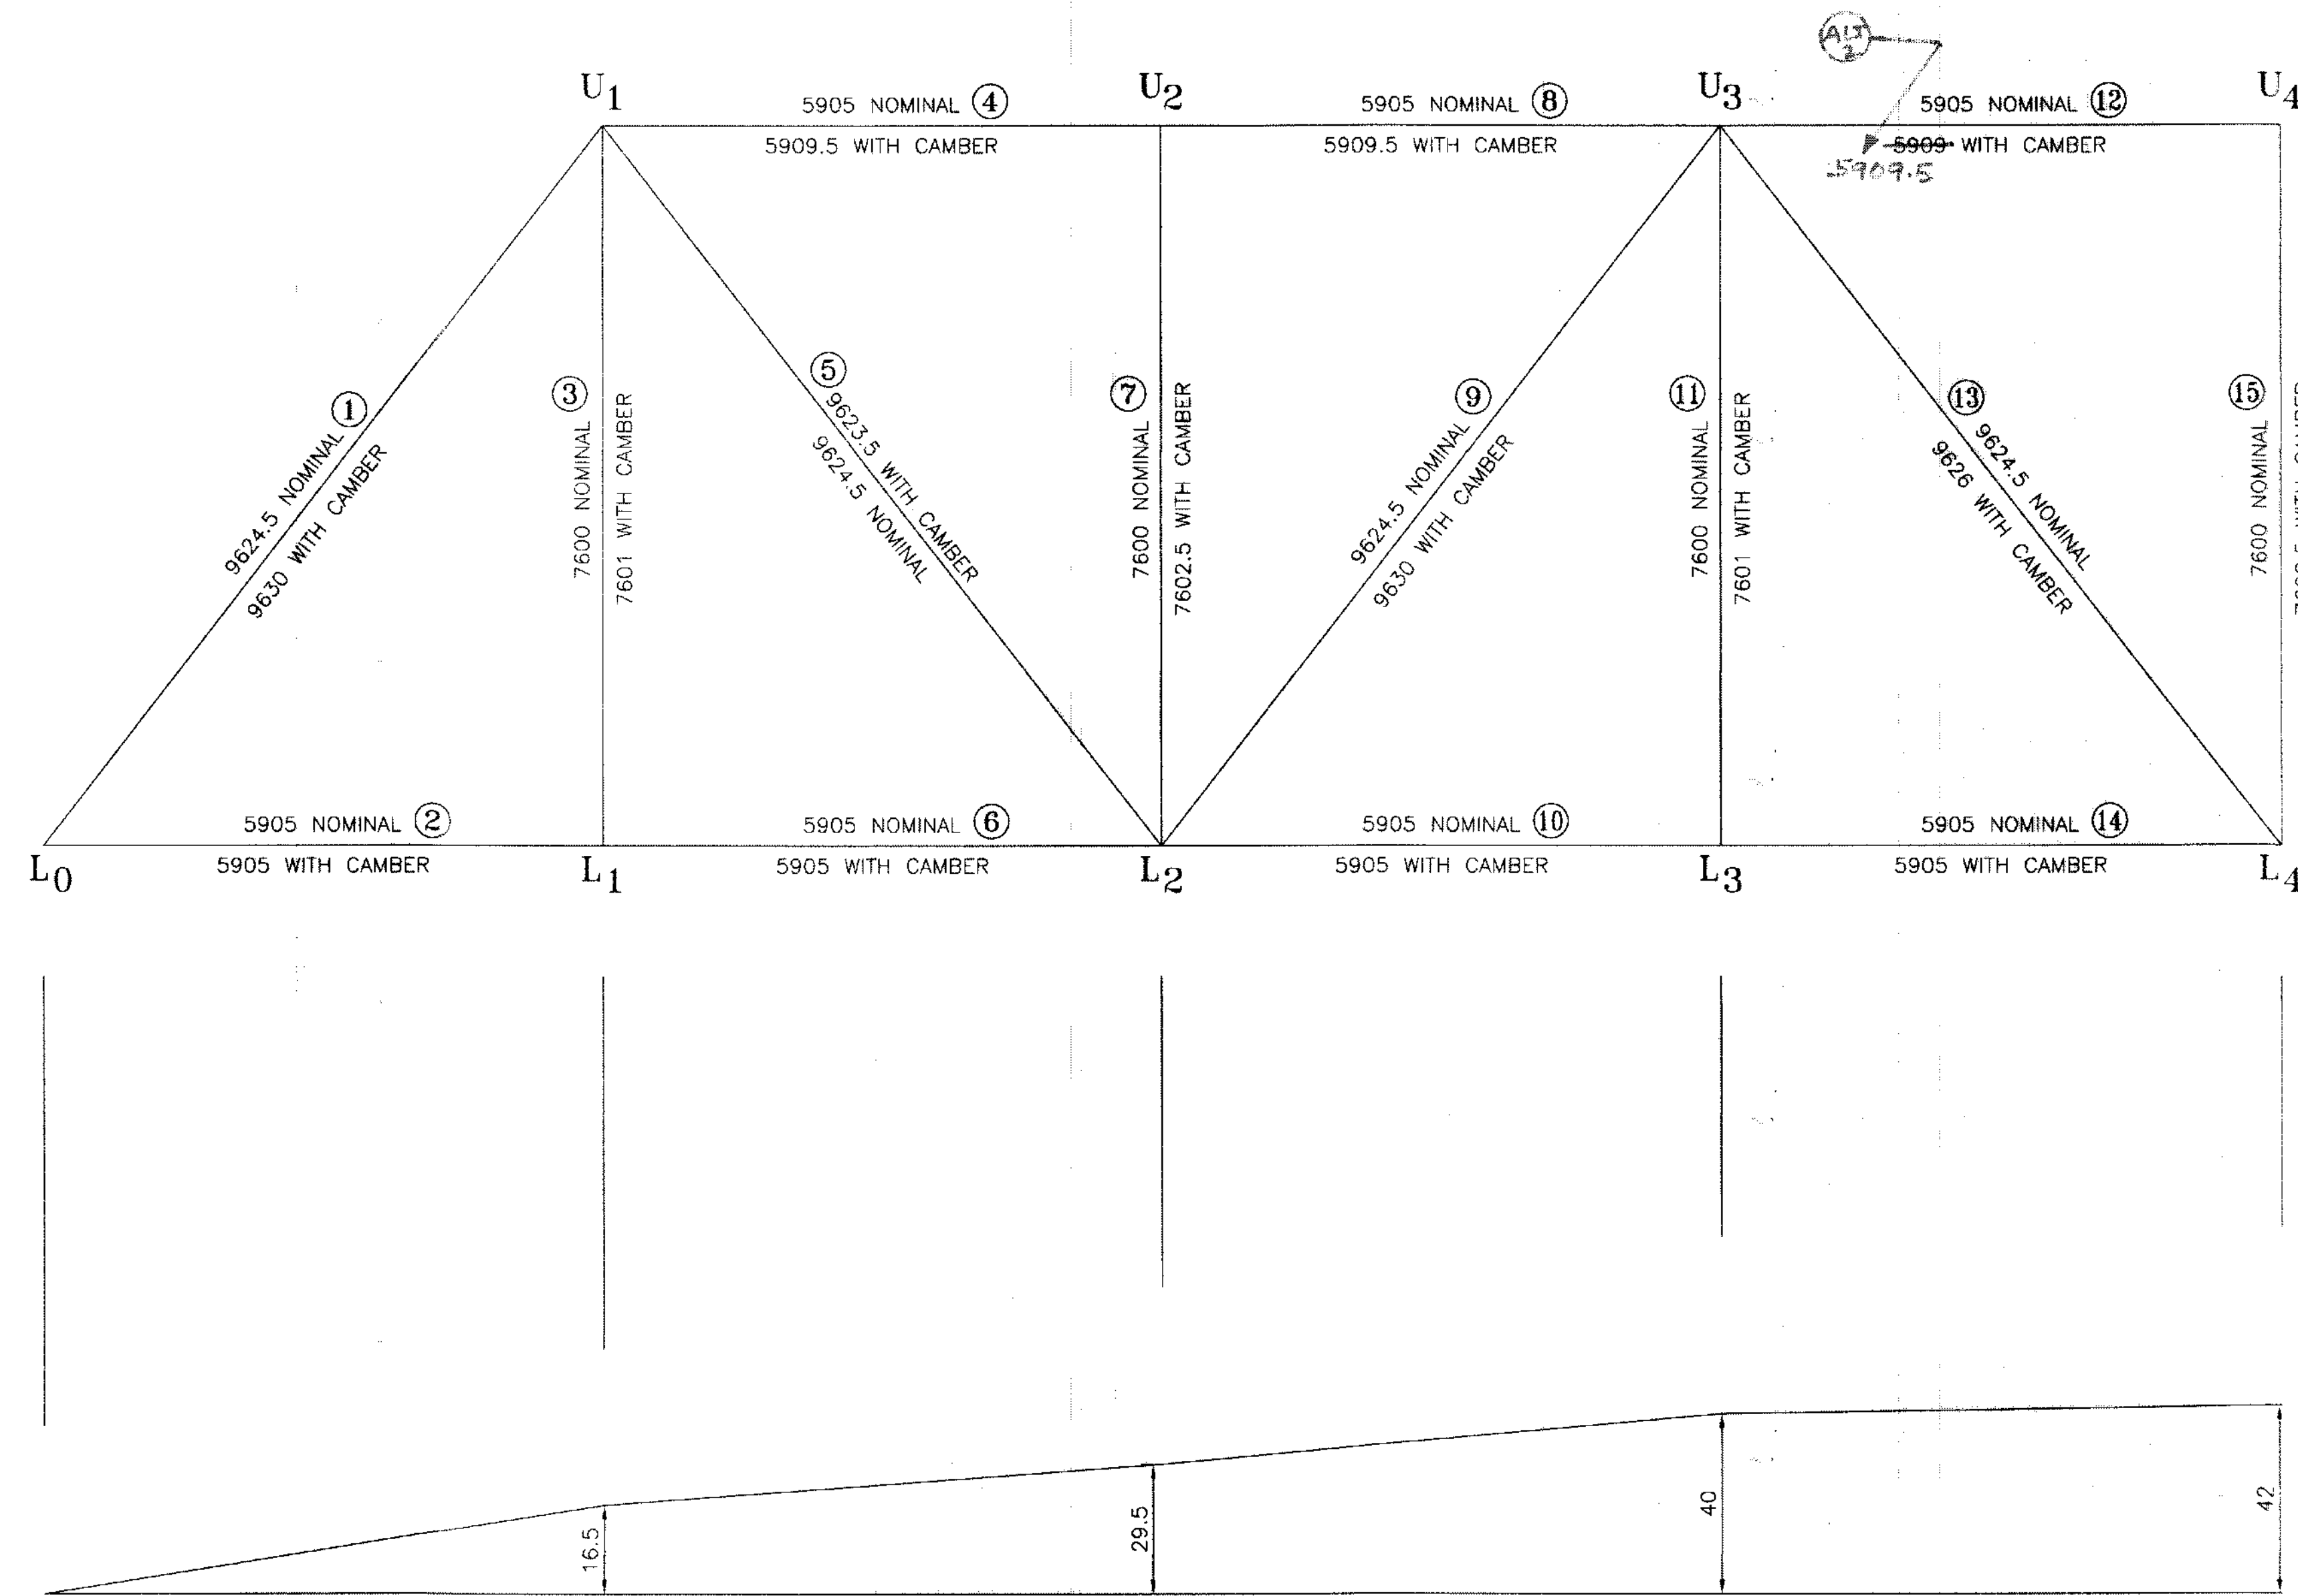 ALT
2
U1
U2
U3
U4
5905 NOMINAL 4
5905 NOMINAL 8
5905 NOMINAL 12
5909.5 WITH CAMBER
5909.5 WITH CAMBER
5909 WITH CAMBER
5909.5
9624.5 NOMINAL 1
9630 WITH CAMBER
3
7600 NOMINAL
7601 WITH CAMBER
5
9623.5 WITH CAMBER
9624.5 NOMINAL
7
7600 NOMINAL
7602.5 WITH CAMBER
9624.5 NOMINAL 9
9630 WITH CAMBER
11
7600 NOMINAL
7601 WITH CAMBER
13
9624.5 NOMINAL
9626 WITH CAMBER
15
7600 NOMINAL
5905 NOMINAL 2
5905 NOMINAL 6
5905 NOMINAL 10
5905 NOMINAL 14
L0
5905 WITH CAMBER
L1
5905 WITH CAMBER
L2
5905 WITH CAMBER
L3
5905 WITH CAMBER
L4
16.5
29.5
40
42